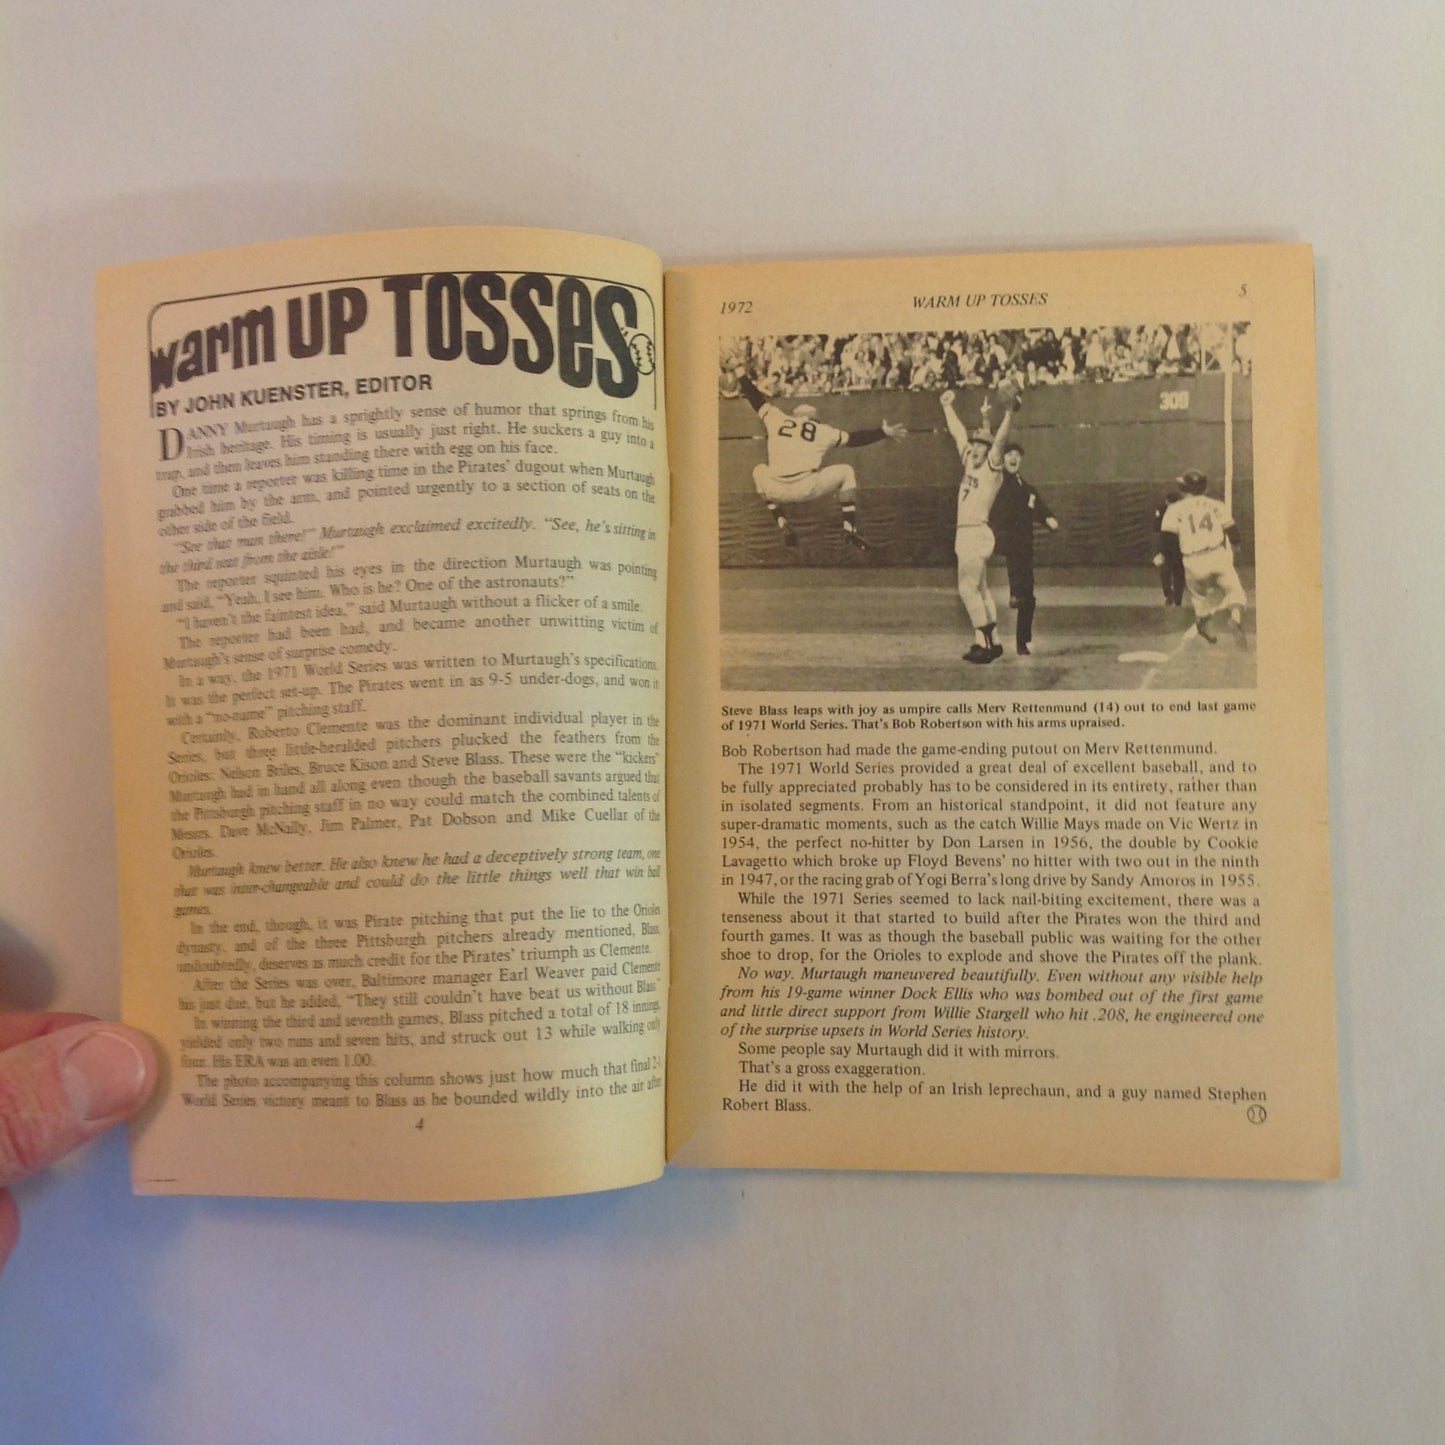 warm UP TOSSES
BY JOHN KUENSTER, EDITOR
DANNY Murtaugh has a sprightly sense of humor that springs from his
Irish heritage. His timing is usually just right. He suckers a guy into a
trap, and then leaves him standing there with egg on his face.
One time a reporter was killing time in the Pirates' dugout when Murtaugh
grabbed him by the arm, and pointed urgently to a section of seats on the
other side of the field.
"See that man there!" Murtaugh exclaimed excitedly. "See, he's sitting in
the third seat from the aisle!"
The reporter squinted his eyes in the direction Murtaugh was pointing
and said, "Yeah, I see him. Who is he? One of the astronauts?"
"I haven't the faintest idea," said Murtaugh without a flicker of a smile.
The reporter had been had, and became another unwitting victim of
Murtaugh's sense of surprise comedy.
In a way, the 1971 World Series was written to Murtaugh's specifications.
It was the perfect set-up. The Pirates went in as 9-5 under-dogs, and won it
with a "no-name" pitching staff.
Certainly, Roberto Clemente was the dominant individual player in the
Series, but three little-heralded pitchers plucked the feathers from the
Orioles: Nelson Briles, Bruce Kison and Steve Blass. These were the "kickers"
Murtaugh had in hand all along even though the baseball savants argued that
the Pittsburgh pitching staff in no way could match the combined talents of
Messrs. Dave McNally, Jim Palmer, Pat Dobson and Mike Cuellar of the
Orioles.
Murtaugh knew better. He also knew he had a deceptively strong team, one
that was inter-changeable and could do the little things well that win ball
games.
In the end, though, it was Pirate pitching that put the lie to the Orioles
dynasty, and of the three Pittsburgh pitchers already mentioned, Blass,
undoubtedly, deserves as much credit for the Pirates' triumph as Clemente.
After the Series was over, Baltimore manager Earl Weaver paid Clemente
his just due, but he added, "They still couldn't have beat us without Blass."
In winning the third and seventh games, Blass pitched a total of 18 innings,
yielded only two runs and seven hits, and struck out 13 while walking only
four. His ERA was an even 1.00.
The photo accompanying this column shows just how much that final 2-1
World Series victory meant to Blass as he bounded wildly into the air after
4
1972 WARM UP TOSSES 5
308
28
7
14
Steve Blass leaps with joy as umpire calls Merv Rettenmund (14) out to end last game
of 1971 World Series. That's Bob Robertson with his arms upraised.
Bob Robertson had made the game-ending putout on Merv Rettenmund.
The 1971 World Series provided a great deal of excellent baseball, and to
be fully appreciated probably has to be considered in its entirety, rather than
in isolated segments. From an historical standpoint, it did not feature any
super-dramatic moments, such as the catch Willie Mays made on Vic Wertz in
1954, the perfect no-hitter by Don Larsen in 1956, the double by Cookie
Lavagetto which broke up Floyd Bevens' no hitter with two out in the ninth
in 1947, or the racing grab of Yogi Berra's long drive by Sandy Amoros in 1955.
While the 1971 Series seemed to lack nail-biting excitement, there was a
tenseness about it that started to build after the Pirates won the third and
fourth games. It was as though the baseball public was waiting for the other
shoe to drop, for the Orioles to explode and shove the Pirates off the plank.
No way. Murtaugh maneuvered beautifully. Even without any visible help
from his 19-game winner Dock Ellis who was bombed out of the first game
and little direct support from Willie Stargell who hit .208, he engineered one
of the surprise upsets in World Series history.
Some people say Murtaugh did it with mirrors.
That's a gross exaggeration.
He did it with the help of an Irish leprechaun, and a guy named Stephen
Robert Blass.